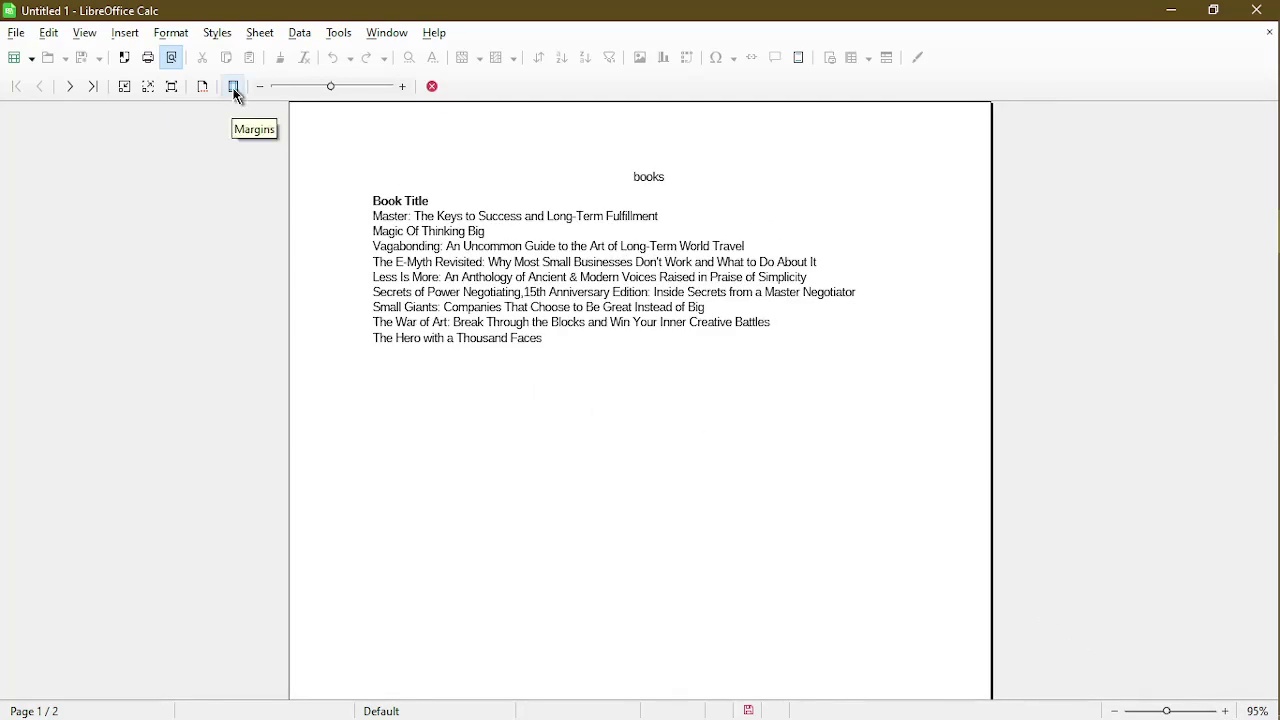 Untitled 1 - LibreOffice Calc
File Edit View Insert Format Styles Sheet Data Tools Window Help
Margins
books
Book Title
Master: The Keys to Success and Long-Term Fulfillment
Magic Of Thinking Big
Vagabonding: An Uncommon Guide to the Art of Long-Term World Travel
The E-Myth Revisited: Why Most Small Businesses Don't Work and What to Do About It
Less Is More: An Anthology of Ancient & Modern Voices Raised in Praise of Simplicity
Secrets of Power Negotiating,15th Anniversary Edition: Inside Secrets from a Master Negotiator
Small Giants: Companies That Choose to Be Great Instead of Big
The War of Art: Break Through the Blocks and Win Your Inner Creative Battles
The Hero with a Thousand Faces
Page 1 / 2 Default 95%